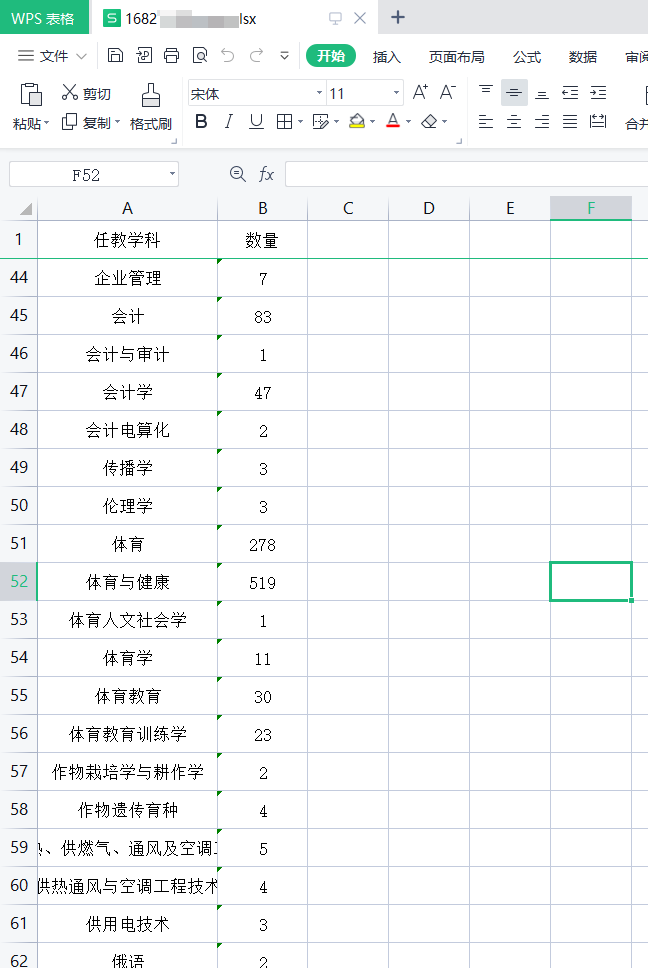 WPS 表格 S 1682 lsx
文件 开始 插入 页面布局 公式 数据 审阅
粘贴 剪切 复制 格式刷 宋体 11 A+ A- B I U A 合并
F52 fx
A B C D E F
1 任教学科 数量
44 企业管理 7
45 会计 83
46 会计与审计 1
47 会计学 47
48 会计电算化 2
49 传播学 3
50 伦理学 3
51 体育 278
52 体育与健康 519
53 体育人文社会学 1
54 体育学 11
55 体育教育 30
56 体育教育训练学 23
57 作物栽培学与耕作学 2
58 作物遗传育种 4
59 、供燃气、通风及空调 5
60 供热通风与空调工程技术 4
61 供用电技术 3
62 俄语 2